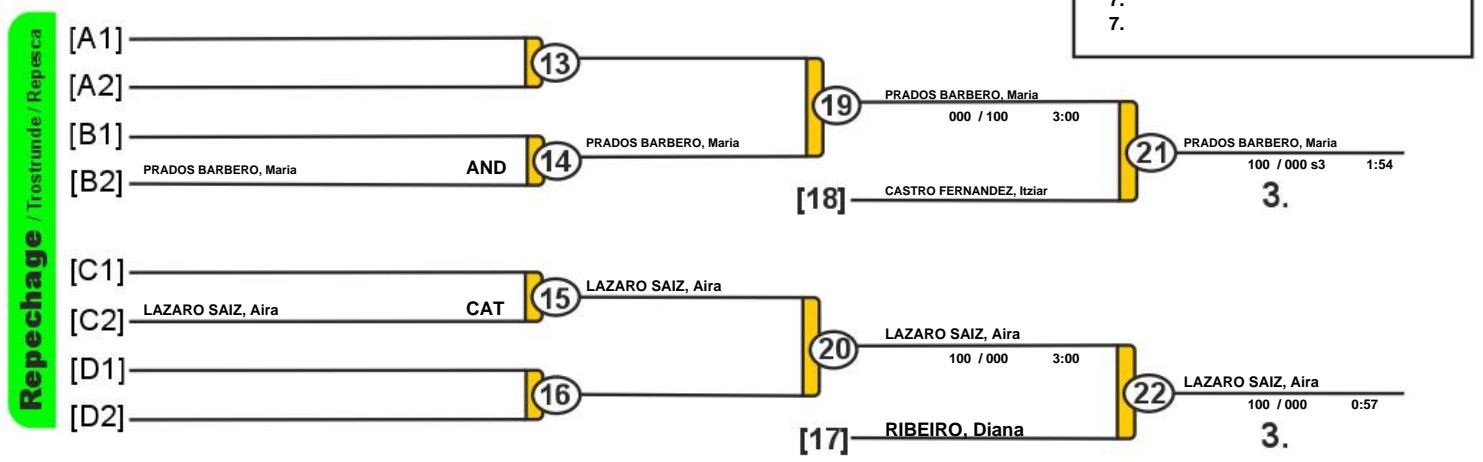 7.
7.
Repechage / Trostrunde / Repesca
[A1]
13
[A2]
19
PRADOS BARBERO, Maria
000 / 100 3:00
[B1]
PRADOS BARBERO, Maria AND
14
PRADOS BARBERO, Maria
[B2]
21
PRADOS BARBERO, Maria
100 / 000 s3 1:54
3.
[18]
CASTRO FERNANDEZ, Itziar
[C1]
LAZARO SAIZ, Aira CAT
15
LAZARO SAIZ, Aira
[C2]
20
LAZARO SAIZ, Aira
100 / 000 3:00
[D1]
16
[D2]
22
LAZARO SAIZ, Aira
100 / 000 0:57
3.
[17]
RIBEIRO, Diana